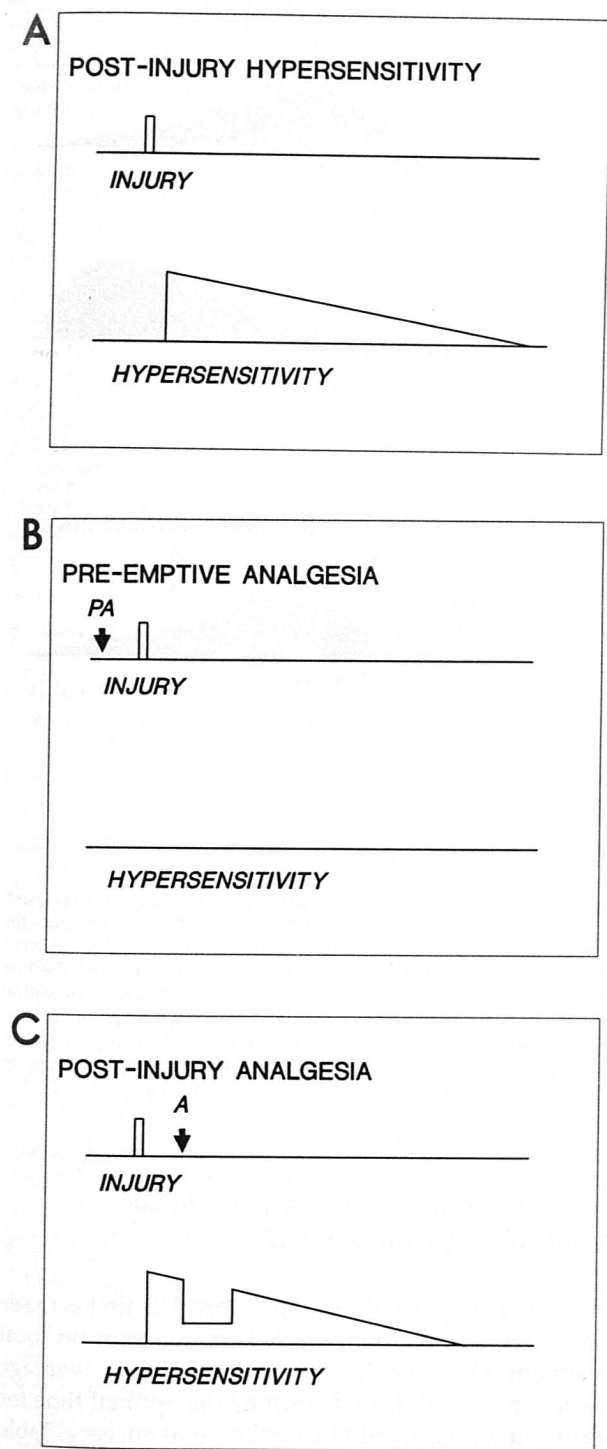 A
POST-INJURY HYPERSENSITIVITY
INJURY
HYPERSENSITIVITY
B
PRE-EMPTIVE ANALGESIA
PA
INJURY
HYPERSENSITIVITY
C
POST-INJURY ANALGESIA
A
INJURY
HYPERSENSITIVITY